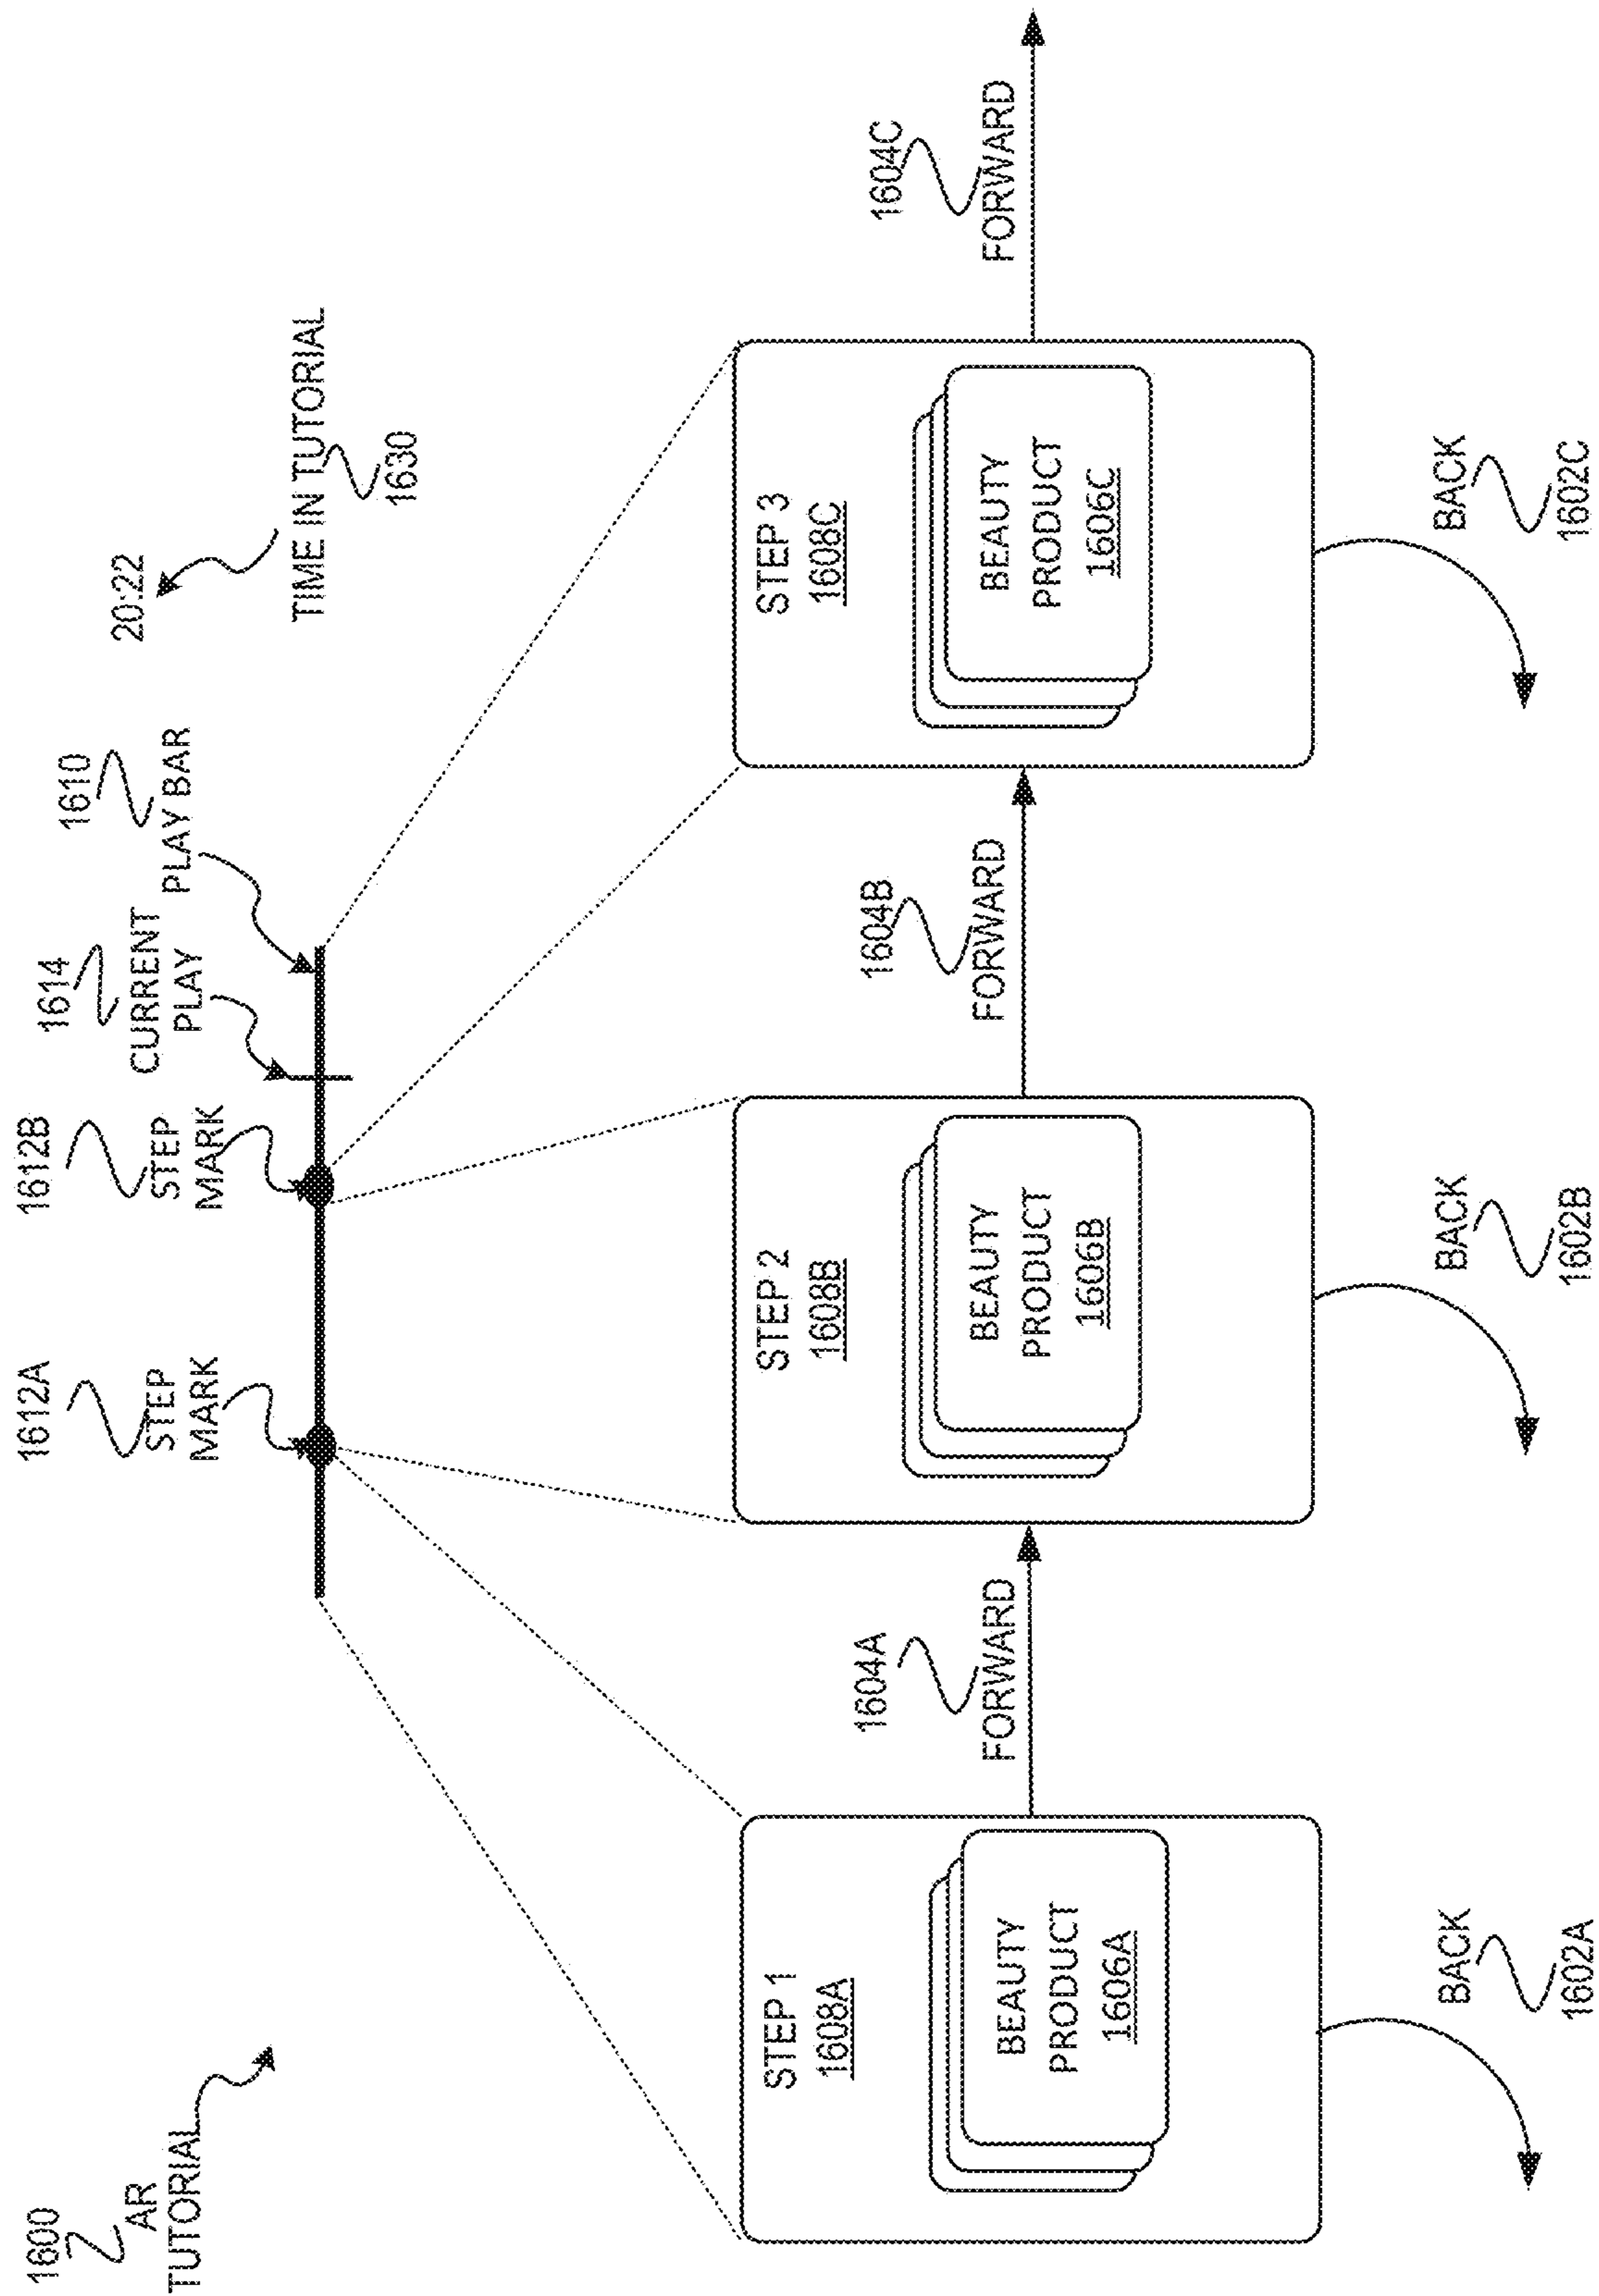 1600
AR
TUTORIAL
1612A
STEP
MARK
1612B
STEP
MARK
1614
CURRENT
PLAY
1610
PLAY BAR
20:22
TIME IN TUTORIAL
1630
STEP 1
1608A
BEAUTY
PRODUCT
1606A
1604A
FORWARD
STEP 2
1608B
BEAUTY
PRODUCT
1606B
1604B
FORWARD
STEP 3
1608C
BEAUTY
PRODUCT
1606C
1604C
FORWARD
BACK
1602A
BACK
1602B
BACK
1602C